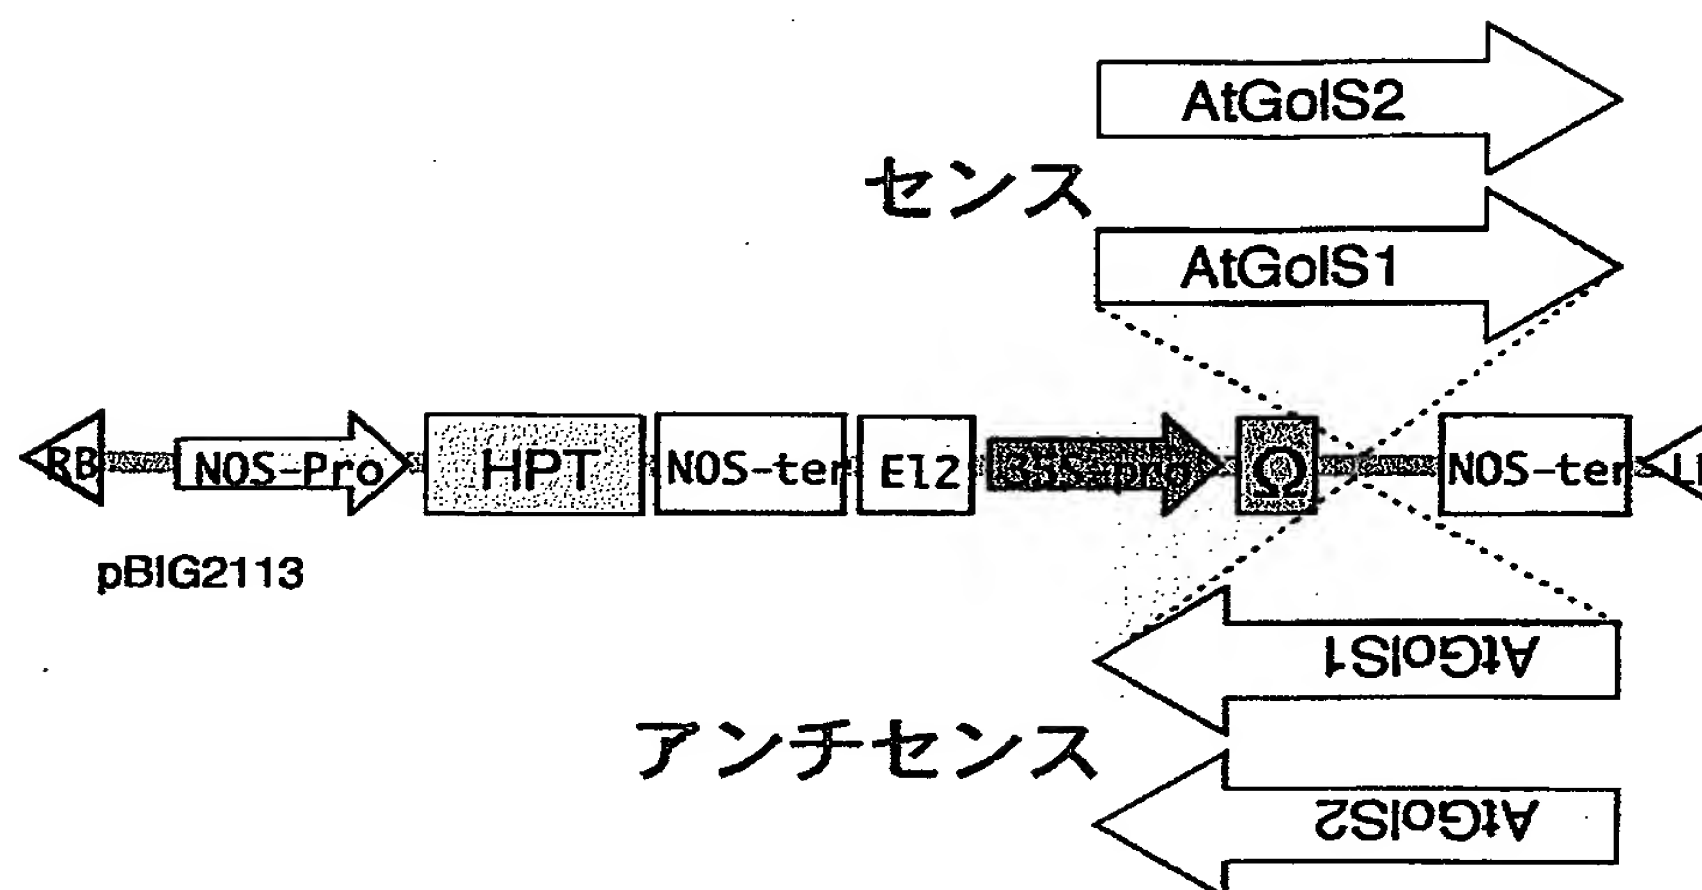 AtGolS2
センス
AtGolS1
RB NOS-Pro HPT NOS-ter El2 35S-pro Ω NOS-ter
pBIG2113
AtGolS1
アンチセンス
AtGolS2